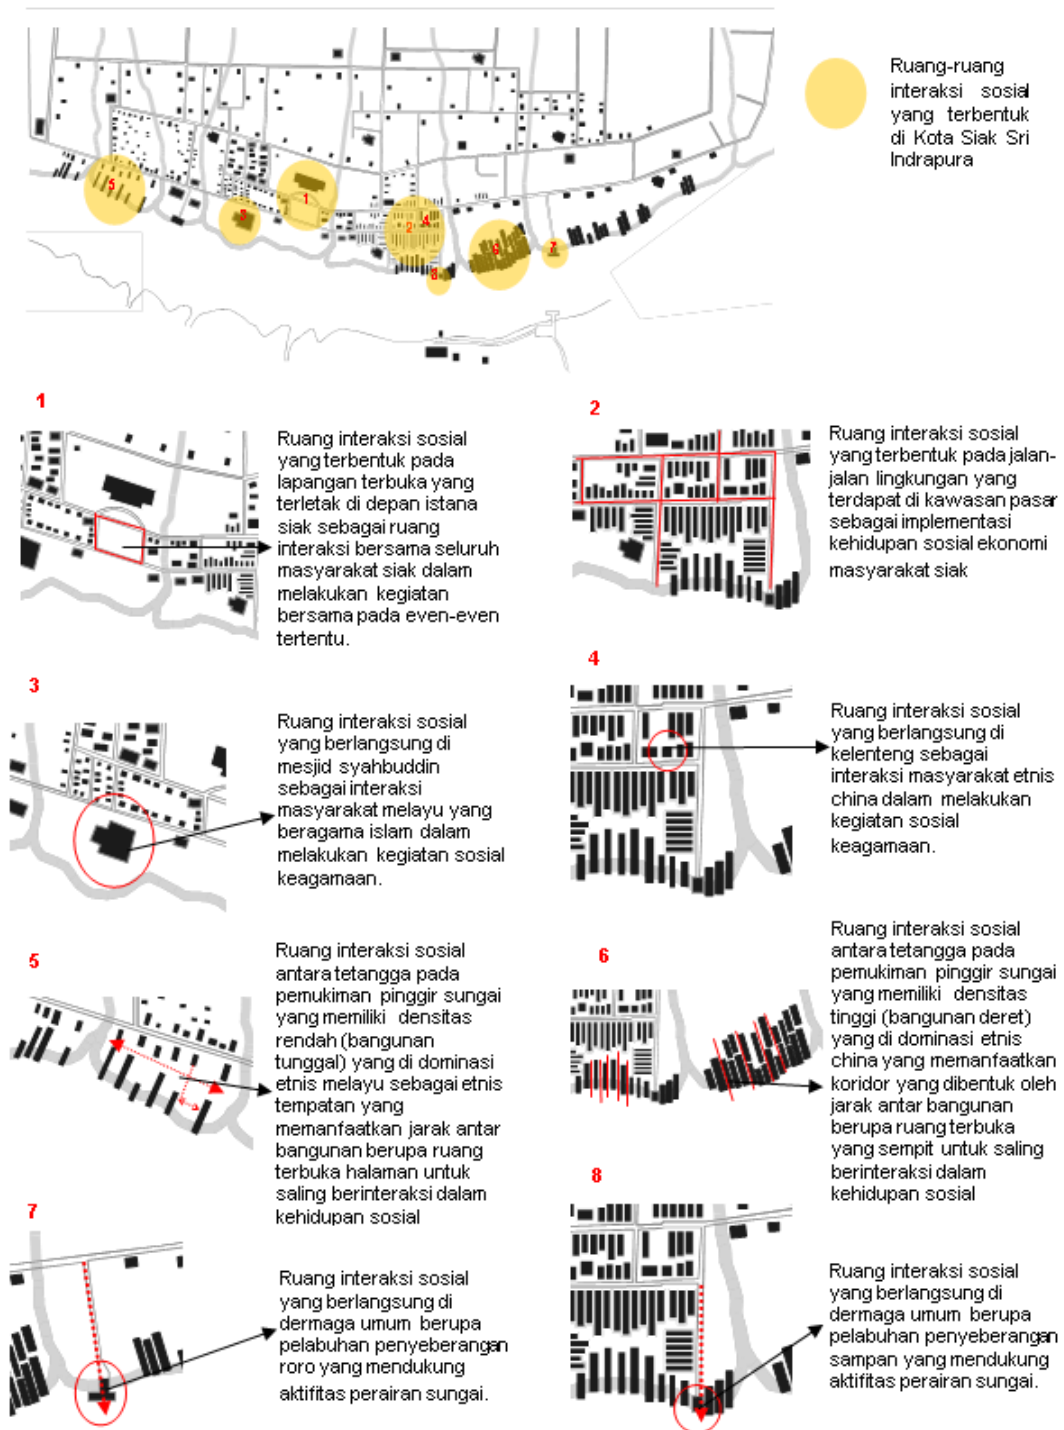 Ruang-ruang
interaksi sosial
yang terbentuk
di Kota Siak Sri
Indrapura
5
3
1
2
4
8
6
7
1
Ruang interaksi sosial
yang terbentuk pada
lapangan terbuka yang
terletak di depan istana
siak sebagai ruang
interaksi bersama seluruh
masyarakat siak dalam
melakukan kegiatan
bersama pada even-even
tertentu.
2
Ruang interaksi sosial
yang terbentuk pada jalan-
jalan lingkungan yang
terdapat di kawasan pasar
sebagai implementasi
kehidupan sosial ekonomi
masyarakat siak
3
Ruang interaksi sosial
yang berlangsung di
mesjid syahbuddin
sebagai interaksi
masyarakat melayu yang
beragama islam dalam
melakukan kegiatan sosial
keagamaan.
4
Ruang interaksi sosial
yang berlangsung di
kelenteng sebagai
interaksi masyarakat etnis
china dalam melakukan
kegiatan sosial
keagamaan.
5
Ruang interaksi sosial
antara tetangga pada
pemukiman pinggir sungai
yang memiliki densitas
rendah (bangunan
tunggal) yang di dominasi
etnis melayu sebagai etnis
tempatan yang
memanfaatkan jarak antar
bangunan berupa ruang
terbuka halaman untuk
saling berinteraksi dalam
kehidupan sosial
6
Ruang interaksi sosial
antara tetangga pada
pemukiman pinggir sungai
yang memiliki densitas
tinggi (bangunan deret)
yang di dominasi etnis
china yang memanfaatkan
koridor yang dibentuk oleh
jarak antar bangunan
berupa ruang terbuka
yang sempit untuk saling
berinteraksi dalam
kehidupan sosial
7
Ruang interaksi sosial
yang berlangsung di
dermaga umum berupa
pelabuhan penyeberangan
roro yang mendukung
aktifitas perairan sungai.
8
Ruang interaksi sosial
yang berlangsung di
dermaga umum berupa
pelabuhan penyeberangan
sampan yang mendukung
aktifitas perairan sungai.